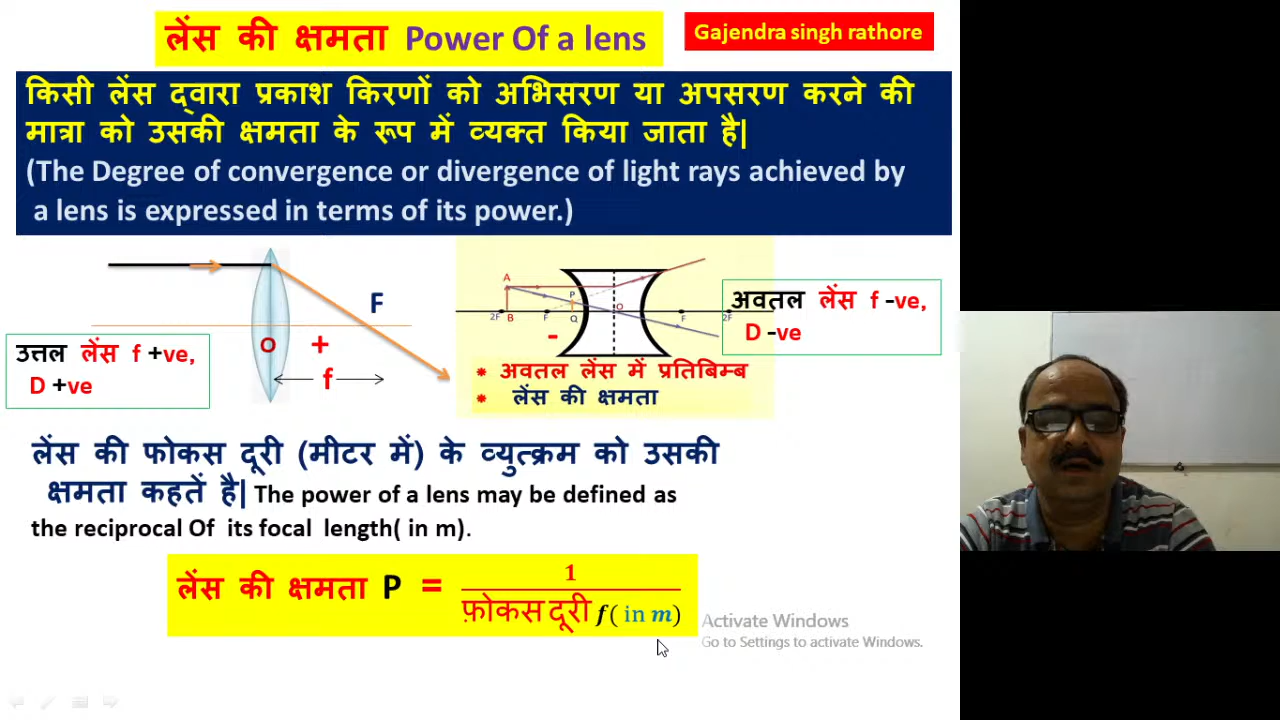 लेंस की क्षमता Power Of a lens
Gajendra singh rathore
किसी लेंस द्वारा प्रकाश किरणों को अभिसरण या अपसरण करने की
मात्रा को उसकी क्षमता के रूप में व्यक्त किया जाता है|
(The Degree of convergence or divergence of light rays achieved by
a lens is expressed in terms of its power.)
F
O
+
f
उत्तल लेंस f +ve,
D +ve
A
P
O
2F
B
F
Q
F
2F
-
अवतल लेंस f –ve,
D –ve
* अवतल लेंस में प्रतिबिम्ब
* लेंस की क्षमता
लेंस की फोकस दूरी (मीटर में) के व्युत्क्रम को उसकी
क्षमता कहतें है| The power of a lens may be defined as
the reciprocal Of its focal length( in m).
लेंस की क्षमता P = 1
फ़ोकस दूरी f( in m)
Activate Windows
Go to Settings to activate Windows.